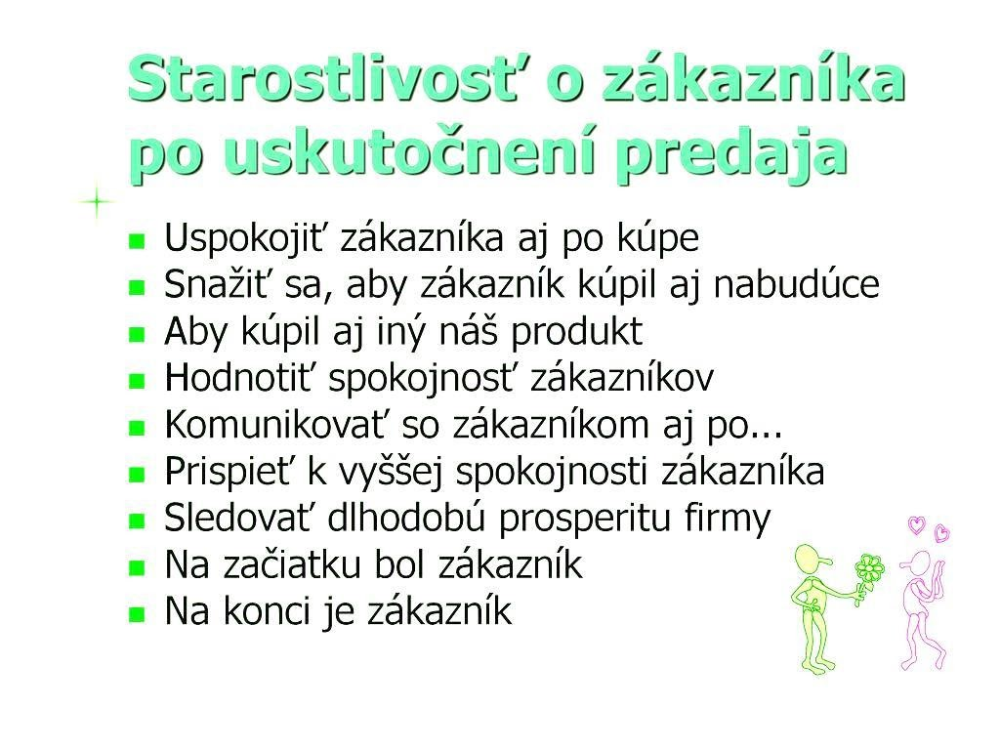 Starostlivosť o zákazníka
po uskutočnení predaja
Uspokojiť zákazníka aj po kúpe
Snažiť sa, aby zákazník kúpil aj nabudúce
Aby kúpil aj iný náš produkt
Hodnotiť spokojnosť zákazníkov
Komunikovať so zákazníkom aj po...
Prispieť k vyššej spokojnosti zákazníka
Sledovať dlhodobú prosperitu firmy
Na začiatku bol zákazník
Na konci je zákazník